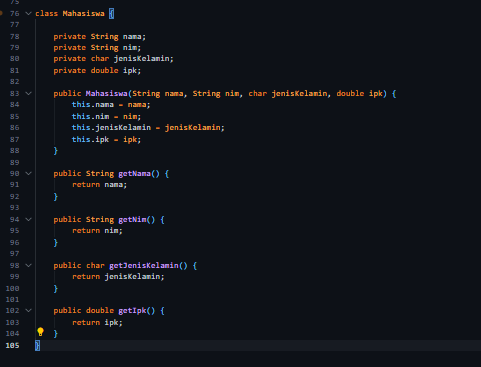 75
76 class Mahasiswa {
77
78 private String nama;
79 private String nim;
80 private char jenisKelamin;
81 private double ipk;
82
83 public Mahasiswa(String nama, String nim, char jenisKelamin, double ipk) {
84 this.nama = nama;
85 this.nim = nim;
86 this.jenisKelamin = jenisKelamin;
87 this.ipk = ipk;
88 }
89
90 public String getNama() {
91 return nama;
92 }
93
94 public String getNim() {
95 return nim;
96 }
97
98 public char getJenisKelamin() {
99 return jenisKelamin;
100 }
101
102 public double getIpk() {
103 return ipk;
104 }
105 }